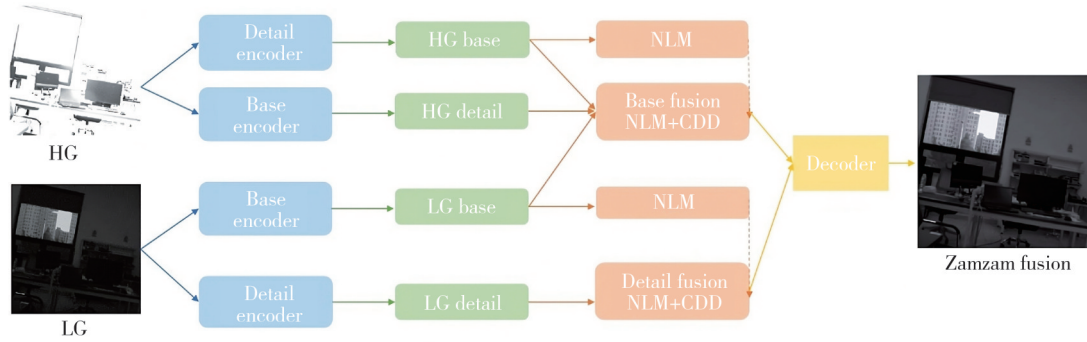 Detail
encoder
HG base
NLM
Base
encoder
HG detail
Base fusion
NLM+CDD
HG
Decoder
Base
encoder
LG base
NLM
Zamzam fusion
Detail
encoder
LG detail
Detail fusion
NLM+CDD
LG